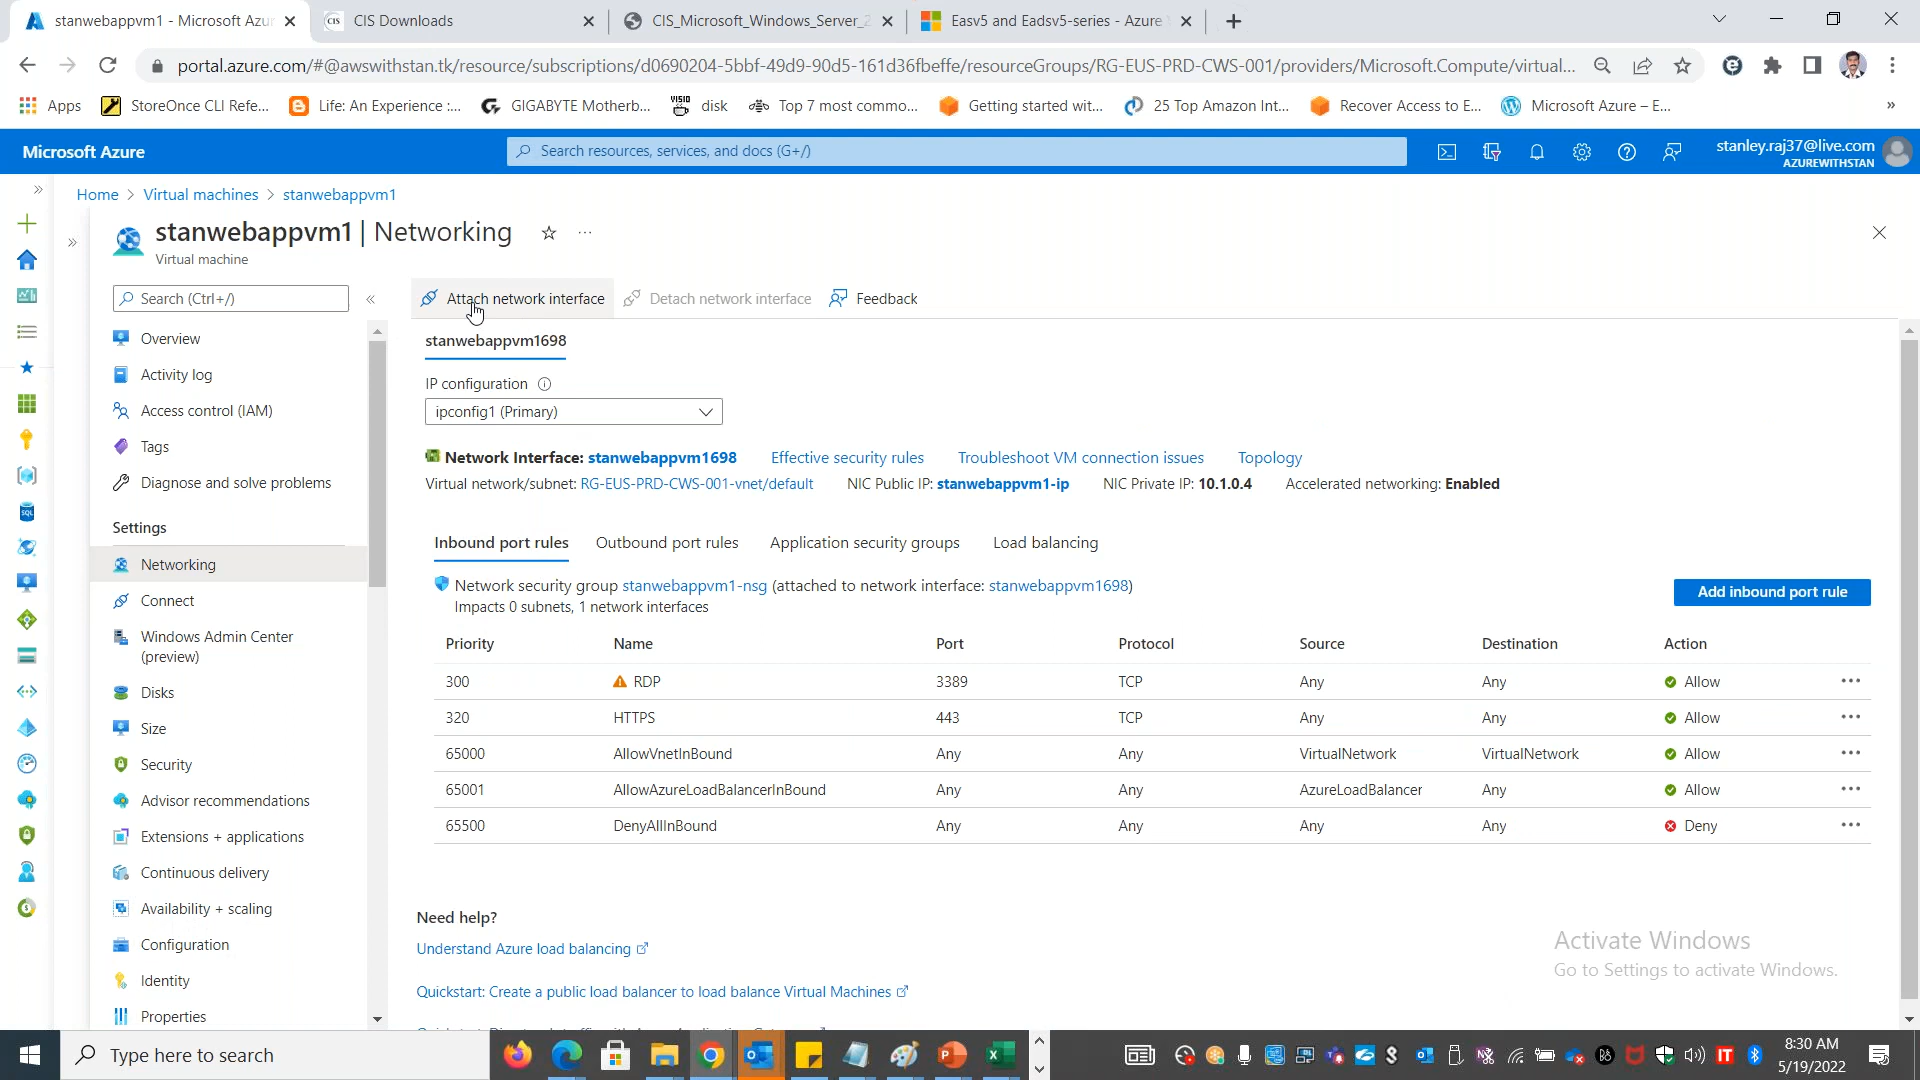 stanwebappvm1 - Microsoft Azur
CIS Downloads
CIS_Microsoft_Windows_Server_2
Easv5 and Eadsv5-series - Azure
portal.azure.com/#@awswithstan.tk/resource/subscriptions/d0690204-5bbf-49d9-90d5-161d36fbeffe/resourceGroups/RG-EUS-PRD-CWS-001/providers/Microsoft.Compute/virtual...
Apps
StoreOnce CLI Refe...
Life: An Experience :...
GIGABYTE Motherb...
disk
Top 7 most commo...
Getting started wit...
25 Top Amazon Int...
Recover Access to E...
Microsoft Azure – E...
Microsoft Azure
Search resources, services, and docs (G+/)
stanley.raj37@live.com
AZUREWITHSTAN
Home > Virtual machines > stanwebappvm1
stanwebappvm1 | Networking
Virtual machine
Search (Ctrl+/)
Overview
Activity log
Access control (IAM)
Tags
Diagnose and solve problems
Settings
Networking
Connect
Windows Admin Center
(preview)
Disks
Size
Security
Advisor recommendations
Extensions + applications
Continuous delivery
Availability + scaling
Configuration
Identity
Properties
Attach network interface
Detach network interface
Feedback
stanwebappvm1698
IP configuration
ipconfig1 (Primary)
Network Interface: stanwebappvm1698 Effective security rules Troubleshoot VM connection issues Topology
Virtual network/subnet: RG-EUS-PRD-CWS-001-vnet/default NIC Public IP: stanwebappvm1-ip NIC Private IP: 10.1.0.4 Accelerated networking: Enabled
Inbound port rules Outbound port rules Application security groups Load balancing
Network security group stanwebappvm1-nsg (attached to network interface: stanwebappvm1698)
Impacts 0 subnets, 1 network interfaces
Add inbound port rule
Priority Name Port Protocol Source Destination Action
300 RDP 3389 TCP Any Any Allow
320 HTTPS 443 TCP Any Any Allow
65000 AllowVnetInBound Any Any VirtualNetwork VirtualNetwork Allow
65001 AllowAzureLoadBalancerInBound Any Any AzureLoadBalancer Any Allow
65500 DenyAllInBound Any Any Any Any Deny
Need help?
Understand Azure load balancing
Quickstart: Create a public load balancer to load balance Virtual Machines
Activate Windows
Go to Settings to activate Windows.
Type here to search
8:30 AM
5/19/2022